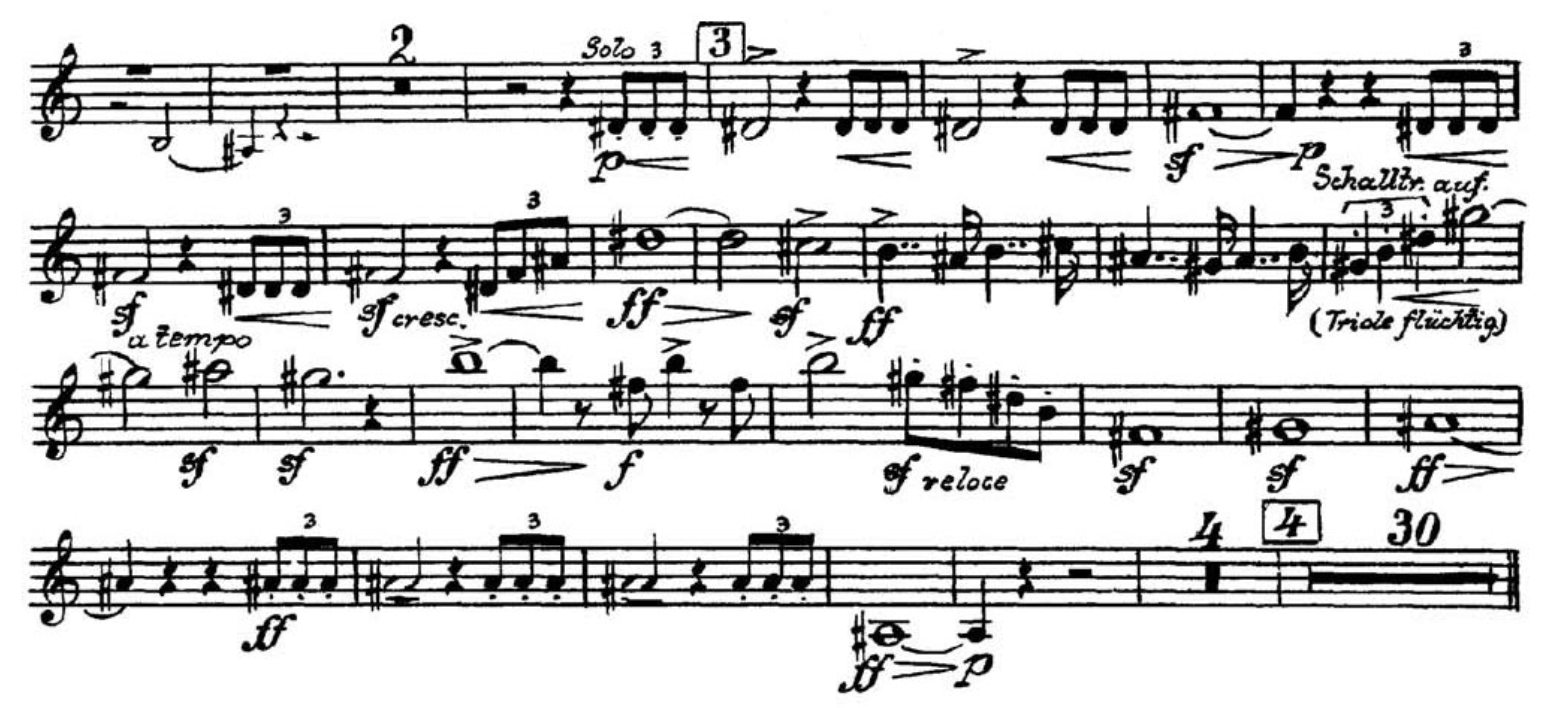 2 Solo 3 3 3
p sf p
Schalltr. auf.
3 3 3
sf sf cresc. ff sf ff (Triole flüchtig)
a tempo
sf sf ff f sf veloce sf sf ff
3 3 3 4 4 30
ff ff p